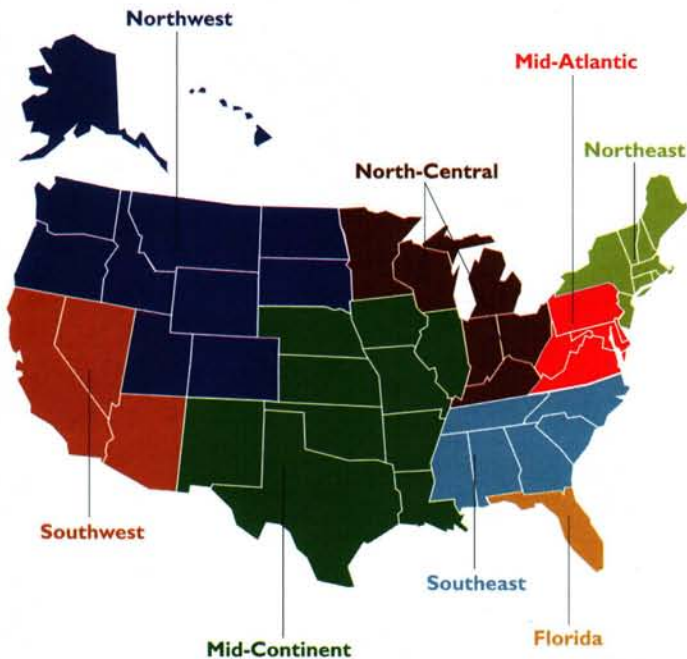 Northwest
Mid-Atlantic
Northeast
North-Central
Southwest
Southeast
Florida
Mid-Continent